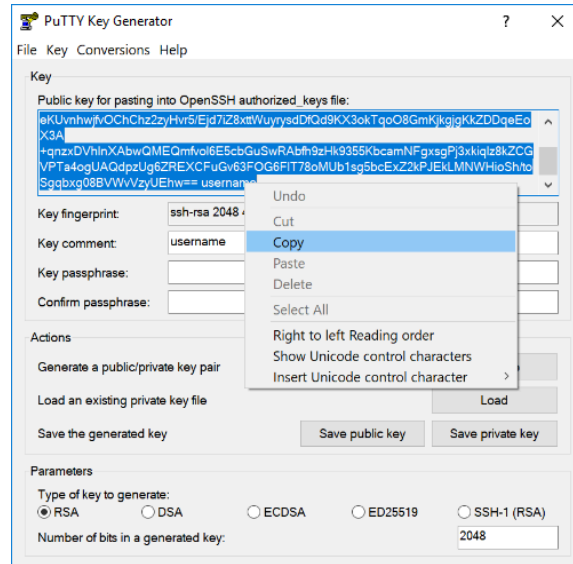 PuTTY Key Generator ?
File Key Conversions Help
Key
Public key for pasting into OpenSSH authorized_keys file:
eKUvnhwjfvOChChz2zyHvr5/Ejd7iZ8xttWuyrysdDfQd9KX3okTqoO8GmKjkgjgKkZDDqeEo
X3A
+qnzxDVhlnXAbwQMEQmfvol6E5cbGuSwRAbfh9zHk9355KbcamNFgxsgPj3xkiqlz8kZCG
VPTa4ogUAQdpzUg6ZREXCFuGv63FOG6FIT78oMUb1sg5bcExZ2kPJEkLMNWHioSh/to
Sgqbxg08BVWvVzyUEhw== username
Undo
Key fingerprint: ssh-rsa 2048
Cut
Key comment: username
Copy
Paste
Key passphrase:
Delete
Confirm passphrase:
Select All
Actions
Right to left Reading order
Show Unicode control characters
Generate a public/private key pair
Insert Unicode control character
Load an existing private key file Load
Save the generated key Save public key Save private key
Parameters
Type of key to generate:
RSA DSA ECDSA ED25519 SSH-1 (RSA)
Number of bits in a generated key: 2048